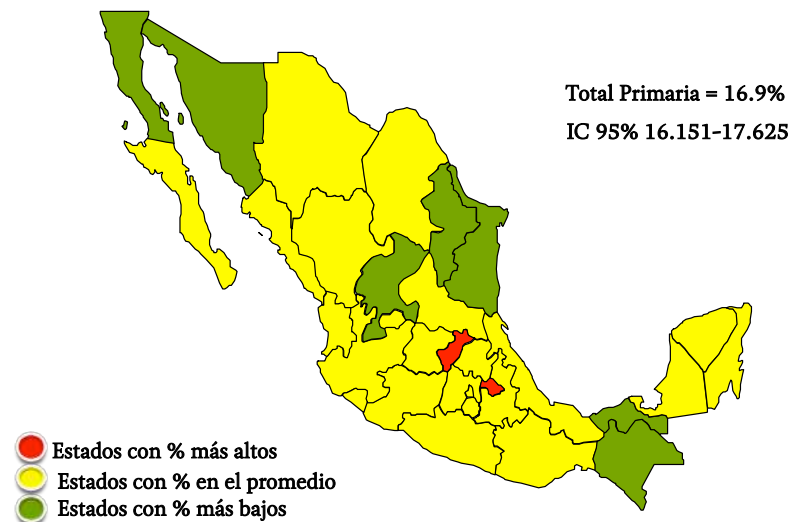 Total Primaria = 16.9%
IC 95% 16.151-17.625
Estados con % más altos
Estados con % en el promedio
Estados con % más bajos